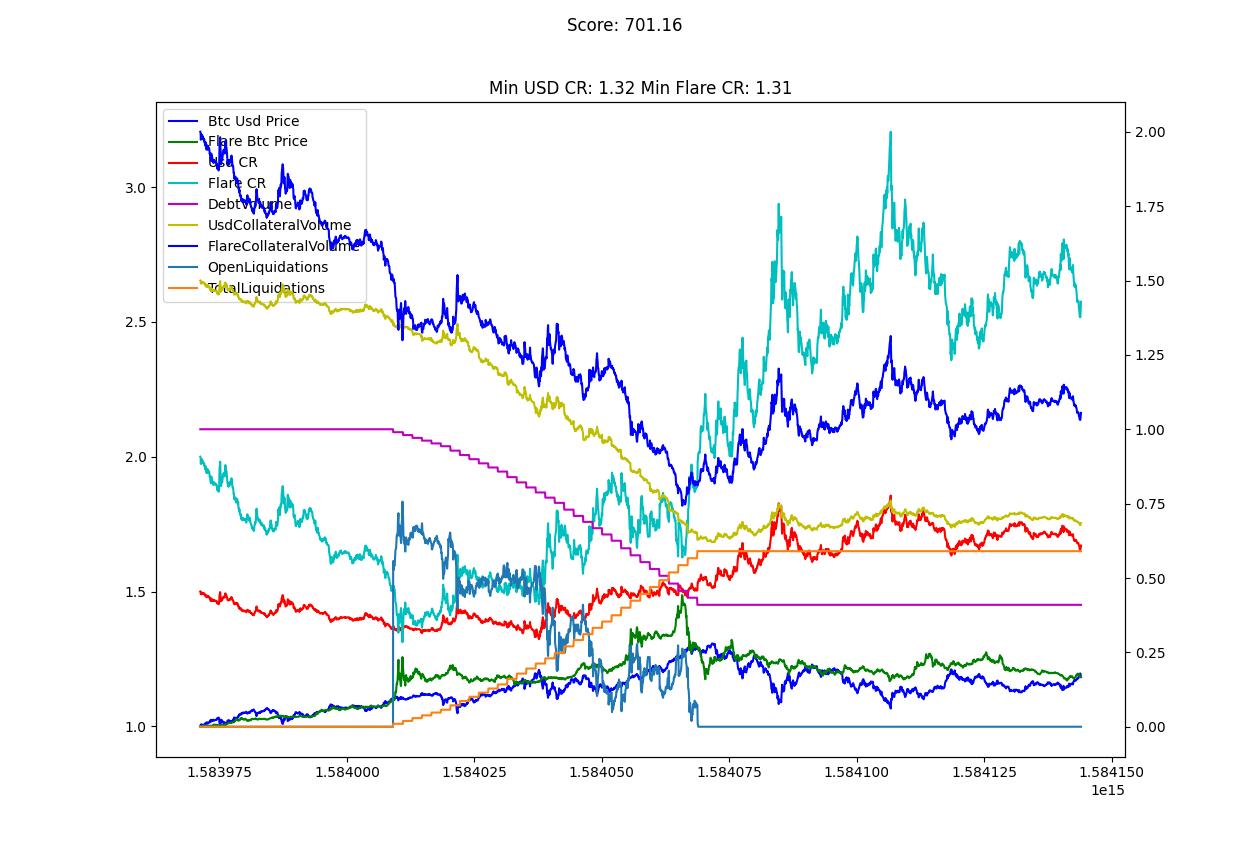 Score: 701.16
Min USD CR: 1.32 Min Flare CR: 1.31
Btc Usd Price
Flare Btc Price
Usd CR
Flare CR
DebtVolume
UsdCollateralVolume
FlareCollateralVolume
OpenLiquidations
TotalLiquidations
3.0
2.5
2.0
1.5
1.0
2.00
1.75
1.50
1.25
1.00
0.75
0.50
0.25
0.00
1.583975
1.584000
1.584025
1.584050
1.584075
1.584100
1.584125
1.584150
1e15